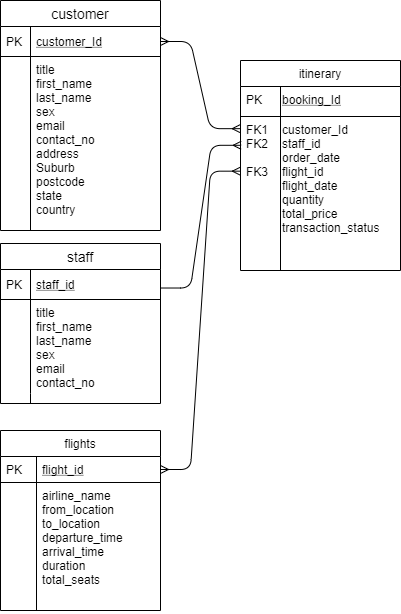 customer
PK customer_Id
title
first_name
last_name
sex
email
contact_no
address
Suburb
postcode
state
country
itinerary
PK booking_Id
FK1 customer_Id
FK2 staff_id
order_date
FK3 flight_id
flight_date
quantity
total_price
transaction_status
staff
PK staff_id
title
first_name
last_name
sex
email
contact_no
flights
PK flight_id
airline_name
from_location
to_location
departure_time
arrival_time
duration
total_seats